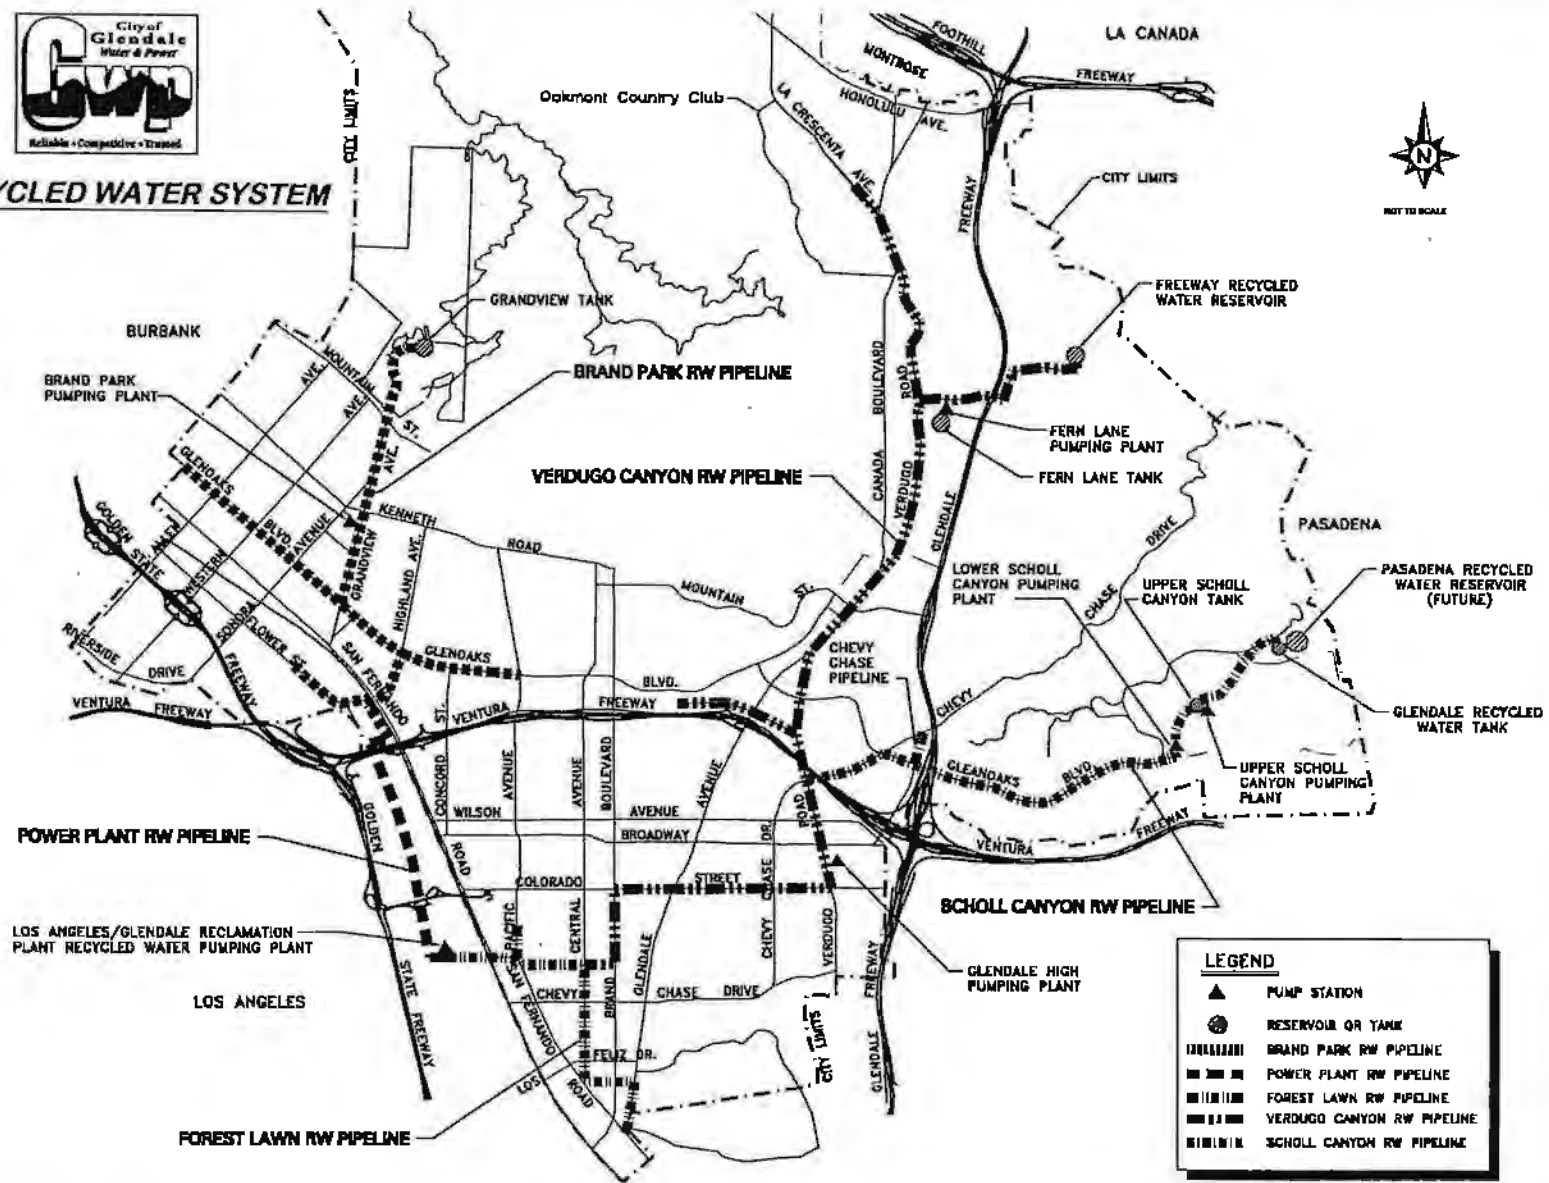 City of
Glendale
Water & Power
GWP
Reliable • Competitive • Trusted
YCLED WATER SYSTEM
CITY LIMITS
Oakmont Country Club
MONTROSE
FOOTHILL
FREEWAY
LA CANADA
HONOLULU
AVE.
LA CRESCENTA
AVE.
FREEWAY
CITY LIMITS
N
NOT TO SCALE
FREEWAY RECYCLED
WATER RESERVOIR
GRANDVIEW TANK
BURBANK
MOUNTAIN
ST.
AVE.
AVE.
BRAND PARK RW PIPELINE
BRAND PARK
PUMPING PLANT
BOULEVARD
CANADA
ROAD
VERDUGO
FERN LANE
PUMPING PLANT
FERN LANE TANK
VERDUGO CANYON RW PIPELINE
GLENOAKS
BLVD.
AVE.
GRANDVIEW
KENNETH
ROAD
GOLDEN
STATE
FREEWAY
ALLEN
WESTERN
SONORA
AVENUE
FLOWER ST.
RIVERSIDE
DRIVE
HIGHLAND AVE.
SAN FERNANDO
ROAD
MOUNTAIN
ST.
GLENDALE
DRIVE
CHASE
CHEVY
PASADENA
LOWER SCHOLL
CANYON PUMPING
PLANT
UPPER SCHOLL
CANYON TANK
PASADENA RECYCLED
WATER RESERVOIR
(FUTURE)
GLENOAKS
BLVD.
CHEVY
CHASE
PIPELINE
VENTURA
FREEWAY
VENTURA
FREEWAY
GLENDALE RECYCLED
WATER TANK
CONCORD
ST.
AVENUE
AVENUE
BOULEVARD
AVENUE
GLEANOAKS
BLVD.
UPPER SCHOLL
CANYON PUMPING
PLANT
WILSON
AVENUE
BROADWAY
ROAD
CHEVY CHASE DR.
VENTURA
FREEWAY
POWER PLANT RW PIPELINE
GOLDEN
STATE FREEWAY
COLORADO
STREET
SCHOLL CANYON RW PIPELINE
LOS ANGELES/GLENDALE RECLAMATION
PLANT RECYCLED WATER PUMPING PLANT
PACIFIC
CENTRAL
BRAND
GLENDALE
VERDUGO
GLENDALE HIGH
PUMPING PLANT
LOS ANGELES
SAN FERNANDO
ROAD
CHEVY
CHASE
DRIVE
LOS
FELIZ DR.
CITY LIMITS
GLENDALE
FREEWAY
FOREST LAWN RW PIPELINE
LEGEND
PUMP STATION
RESERVOIR OR TANK
BRAND PARK RW PIPELINE
POWER PLANT RW PIPELINE
FOREST LAWN RW PIPELINE
VERDUGO CANYON RW PIPELINE
SCHOLL CANYON RW PIPELINE